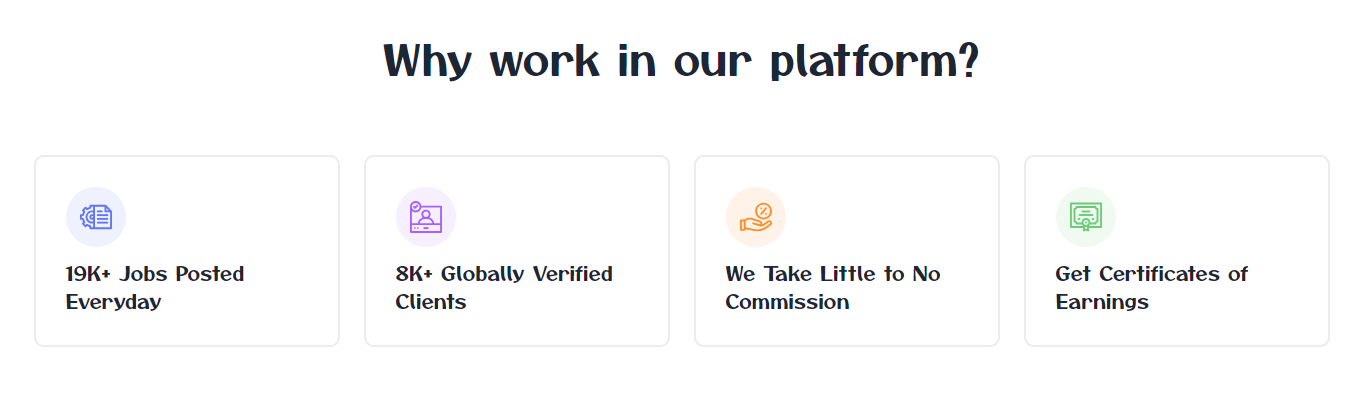 Why work in our platform?
19K+ Jobs Posted
Everyday
8K+ Globally Verified
Clients
We Take Little to No
Commission
Get Certificates of
Earnings